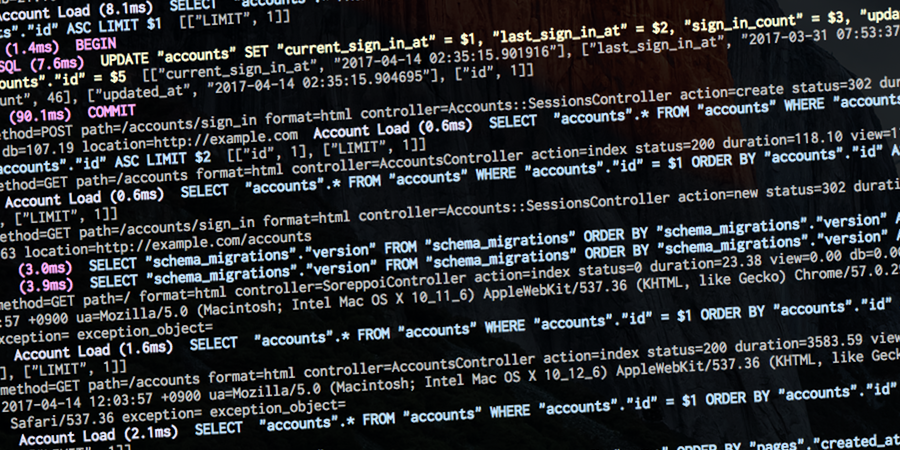 Account Load (8.1ms) SELECT
s"."id" ASC LIMIT $1 [["LIMIT", 1]]
(1.4ms) BEGIN
SQL (7.6ms) UPDATE "accounts" SET "current_sign_in_at" = $1, "last_sign_in_at" = $2, "sign_in_count" = $3, "upda
ounts"."id" = $5 [["current_sign_in_at", "2017-04-14 02:35:15.901916"], ["last_sign_in_at", "2017-03-31 07:53:37
unt", 46], ["updated_at", "2017-04-14 02:35:15.904695"], ["id", 1]]
(90.1ms) COMMIT
ethod=POST path=/accounts/sign_in format=html controller=Accounts::SessionsController action=create status=302 dur
db=107.19 location=http://example.com Account Load (0.6ms) SELECT "accounts".* FROM "accounts" WHERE "accounts
accounts"."id" ASC LIMIT $2 [["id", 1], ["LIMIT", 1]]
ethod=GET path=/accounts format=html controller=AccountsController action=index status=200 duration=118.10 view=1
Account Load (0.6ms) SELECT "accounts".* FROM "accounts" WHERE "accounts"."id" = $1 ORDER BY "accounts"."id" A
, ["LIMIT", 1]]
ethod=GET path=/accounts/sign_in format=html controller=Accounts::SessionsController action=new status=302 durati
63 location=http://example.com/accounts
(3.0ms) SELECT "schema_migrations"."version" FROM "schema_migrations" ORDER BY "schema_migrations"."version" A
(3.9ms) SELECT "schema_migrations"."version" FROM "schema_migrations" ORDER BY "schema_migrations"."version" A
method=GET path=/ format=html controller=SoreppoiController action=index status=0 duration=23.38 view=0.00 db=0.00
:57 +0900 ua=Mozilla/5.0 (Macintosh; Intel Mac OS X 10_11_6) AppleWebKit/537.36 (KHTML, like Gecko) Chrome/57.0.29
xception= exception_object=
Account Load (1.6ms) SELECT "accounts".* FROM "accounts" WHERE "accounts"."id" = $1 ORDER BY "accounts"."id"
], ["LIMIT", 1]]
method=GET path=/accounts format=html controller=AccountsController action=index status=200 duration=3583.59 view
2017-04-14 12:03:57 +0900 ua=Mozilla/5.0 (Macintosh; Intel Mac OS X 10_12_6) AppleWebKit/537.36 (KHTML, like Geck
Safari/537.36 exception= exception_object=
Account Load (2.1ms) SELECT "accounts".* FROM "accounts" WHERE "accounts"."id" = $1 ORDER BY "accounts"."id"
ORDER BY "pages"."created_at